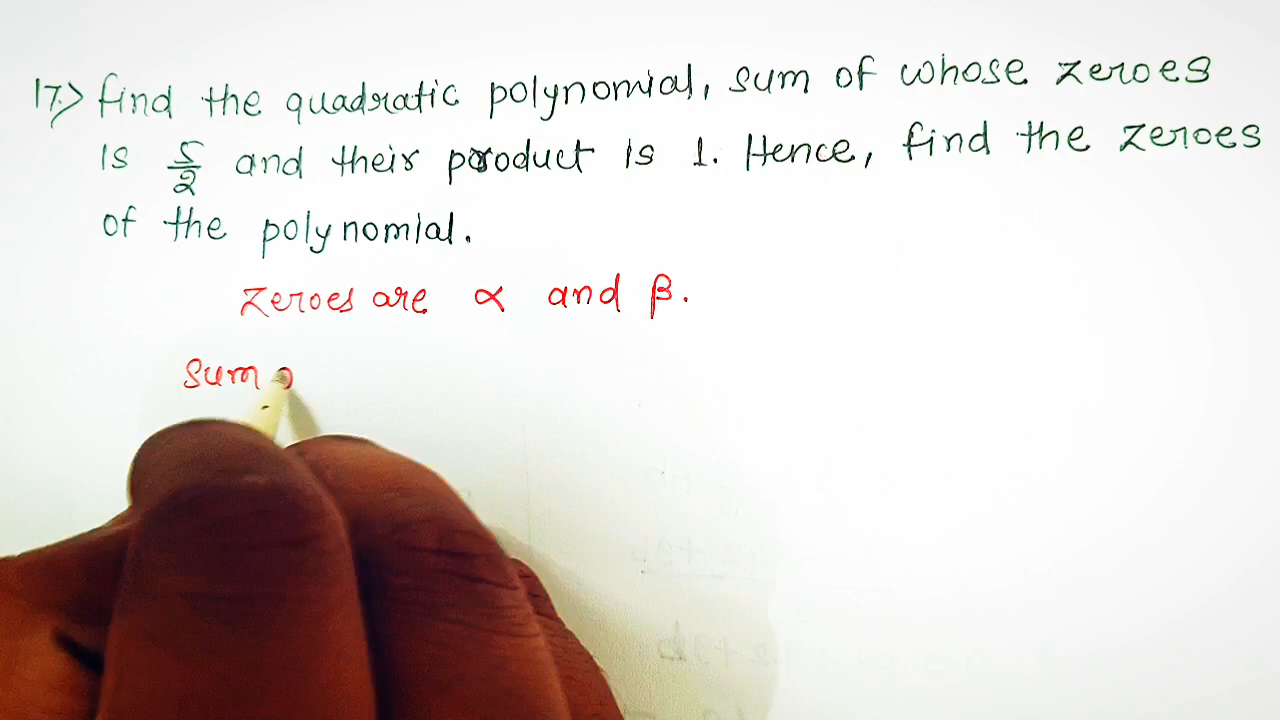 17.> find the quadratic polynomial, sum of whose zeroes
is 5/2 and their product is 1. Hence, find the zeroes
of the polynomial.
zeroes are α and β.
sum